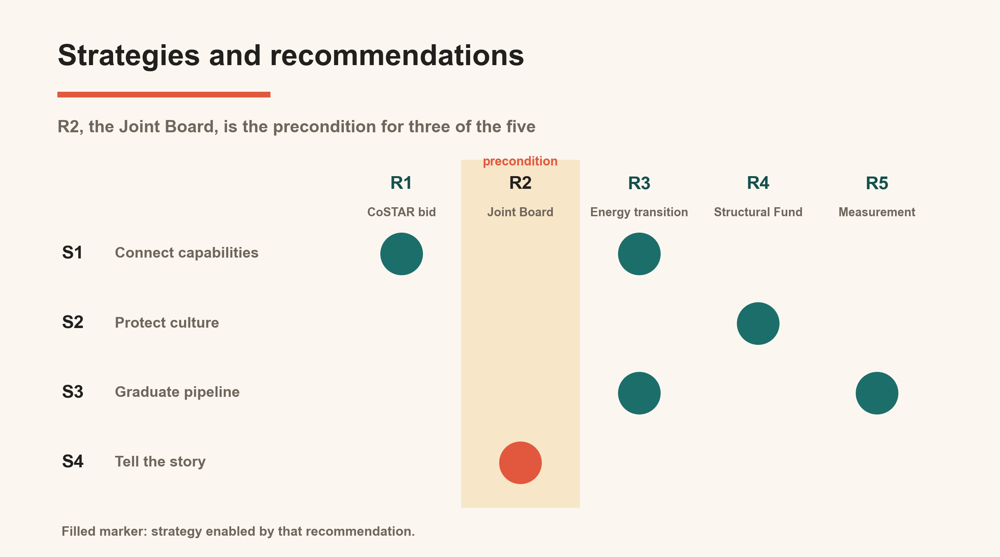 Strategies and recommendations
R2, the Joint Board, is the precondition for three of the five
precondition
R1 R2 R3 R4 R5
CoSTAR bid Joint Board Energy transition Structural Fund Measurement
S1 Connect capabilities
S2 Protect culture
S3 Graduate pipeline
S4 Tell the story
Filled marker: strategy enabled by that recommendation.